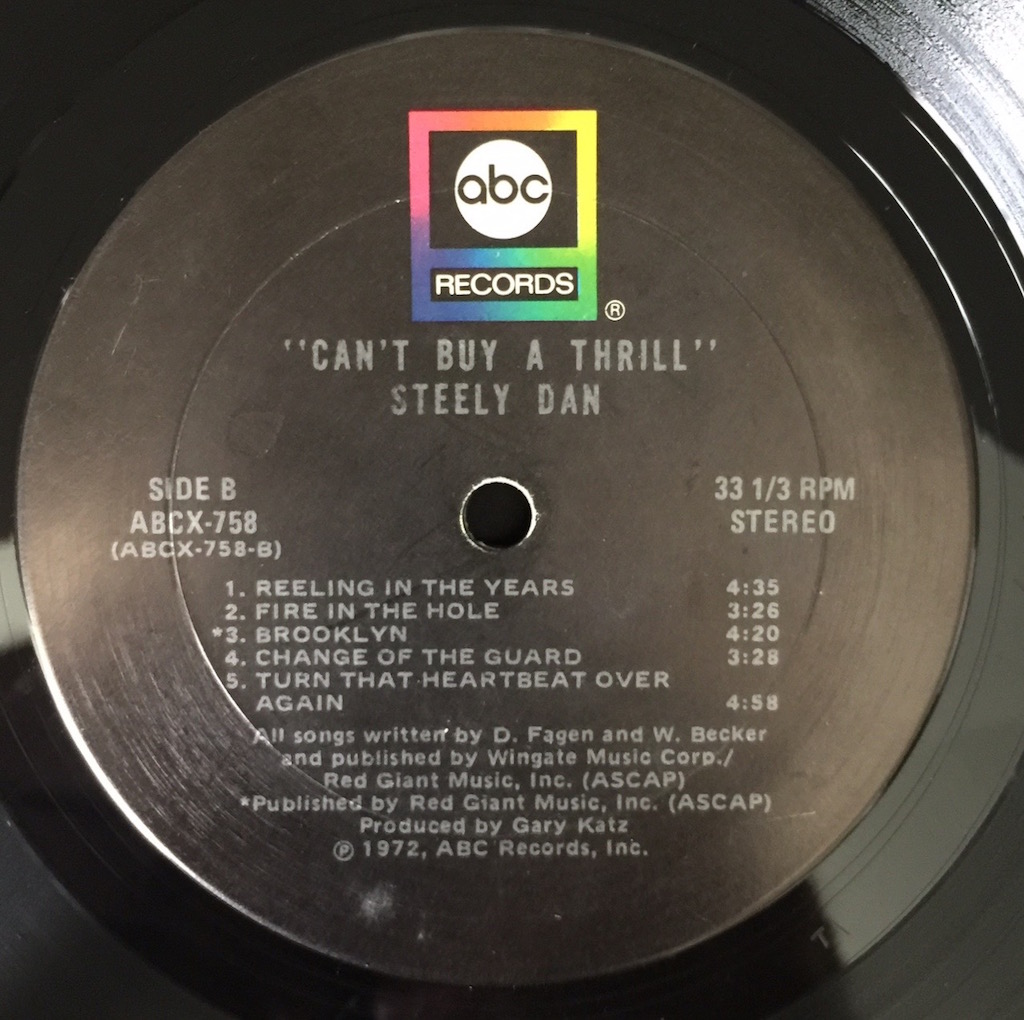 abc
RECORDS
®
"CAN'T BUY A THRILL"
STEELY DAN
SIDE B
33 1/3 RPM
ABCX-758
STEREO
(ABCX-758-B)
1. REELING IN THE YEARS 4:35
2. FIRE IN THE HOLE 3:26
*3. BROOKLYN 4:20
4. CHANGE OF THE GUARD 3:28
5. TURN THAT HEARTBEAT OVER
AGAIN 4:58
All songs written by D. Fagen and W. Becker
and published by Wingate Music Corp./
Red Giant Music, Inc. (ASCAP)
*Published by Red Giant Music, Inc. (ASCAP)
Produced by Gary Katz
℗ 1972, ABC Records, Inc.